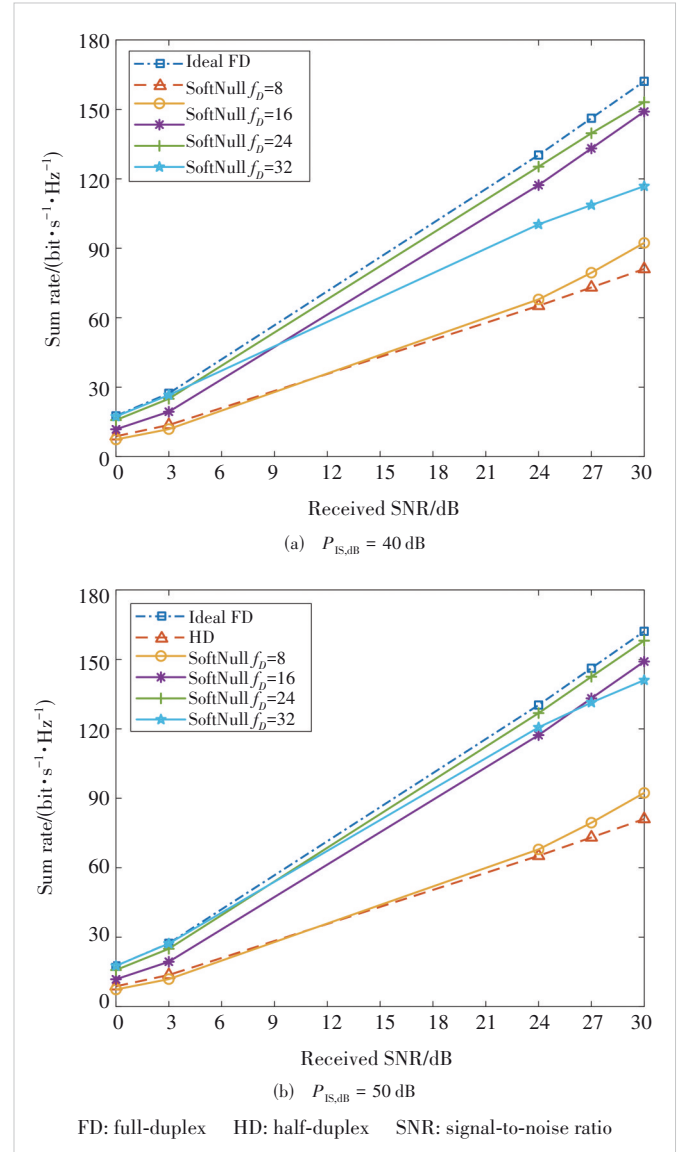 180
150
120
90
60
30
0
Sum rate/(bit·s⁻¹·Hz⁻¹)
Ideal FD
SoftNull f_D=8
SoftNull f_D=16
SoftNull f_D=24
SoftNull f_D=32
0 3 6 9 12 15 18 21 24 27 30
Received SNR/dB
(a) P_IS,dB = 40 dB
180
150
120
90
60
30
0
Sum rate/(bit·s⁻¹·Hz⁻¹)
Ideal FD
HD
SoftNull f_D=8
SoftNull f_D=16
SoftNull f_D=24
SoftNull f_D=32
0 3 6 9 12 15 18 21 24 27 30
Received SNR/dB
(b) P_IS,dB = 50 dB
FD: full-duplex HD: half-duplex SNR: signal-to-noise ratio